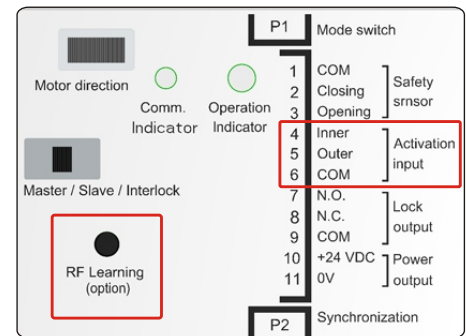 P1 Mode switch
Motor direction
Comm.
Indicator
Operation
Indicator
Master / Slave / Interlock
RF Learning
(option)
1 COM
2 Closing
3 Opening
Safety
srnsor
4 Inner
5 Outer
6 COM
Activation
input
7 N.O.
8 N.C.
9 COM
Lock
output
10 +24 VDC
11 0V
Power
output
P2 Synchronization